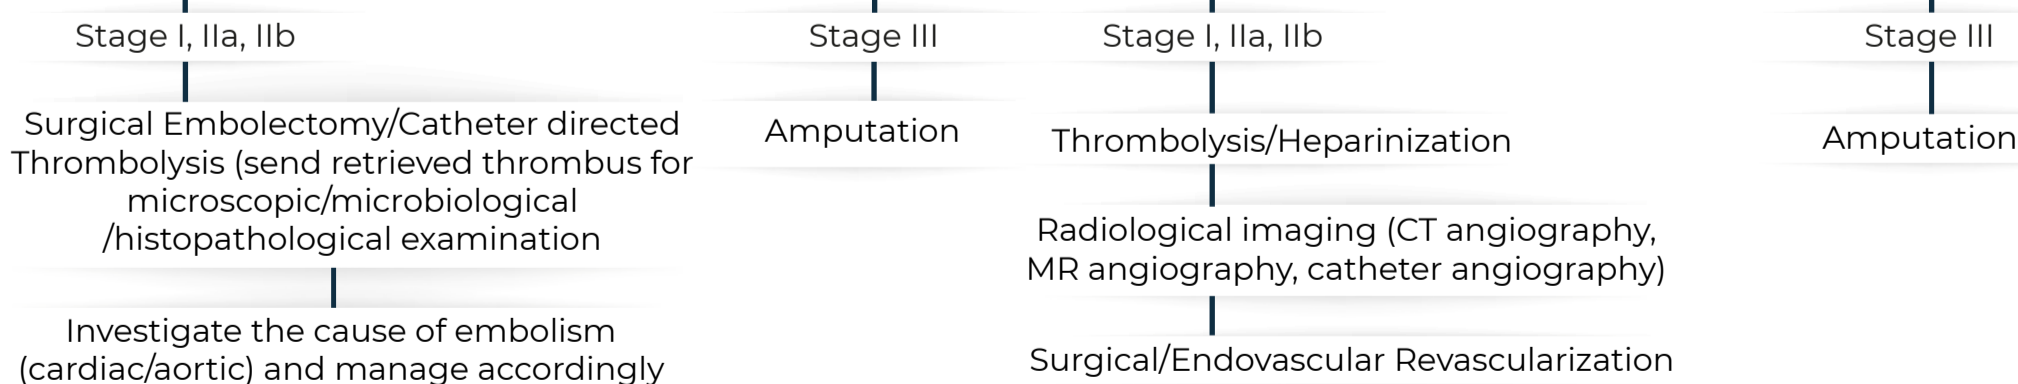 Stage I, IIa, IIb
Surgical Embolectomy/Catheter directed
Thrombolysis (send retrieved thrombus for
microscopic/microbiological
/histopathological examination
Investigate the cause of embolism
(cardiac/aortic) and manage accordingly
Stage III
Amputation
Stage I, IIa, IIb
Thrombolysis/Heparinization
Radiological imaging (CT angiography,
MR angiography, catheter angiography)
Surgical/Endovascular Revascularization
Stage III
Amputation